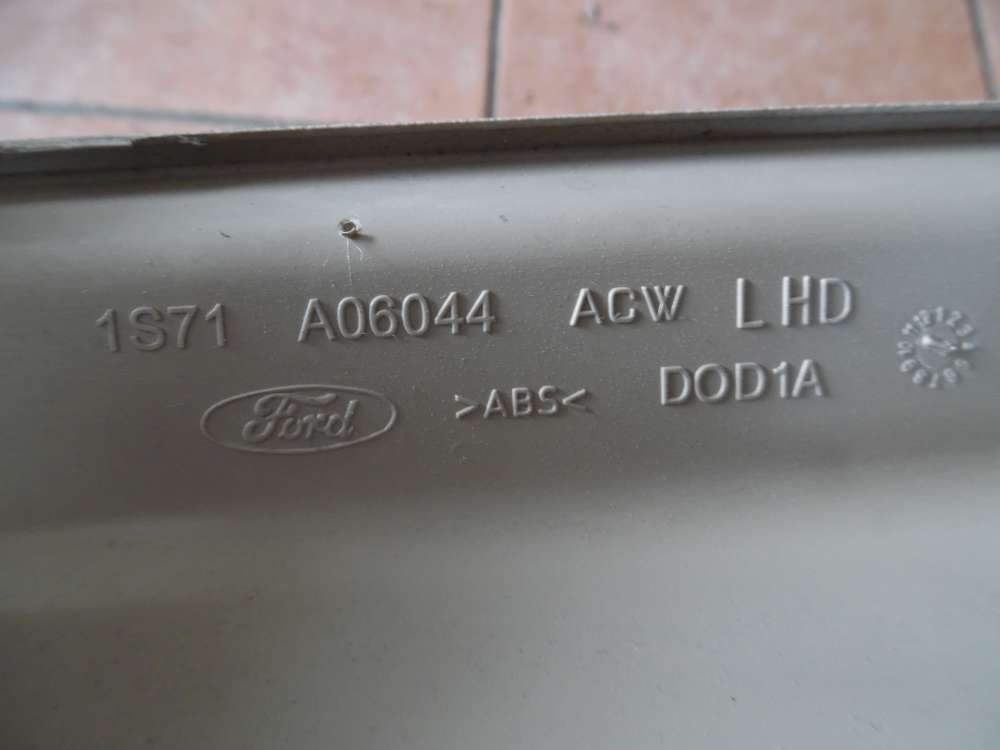 1S71 A06044 ACW LHD
Ford >ABS< DOD1A